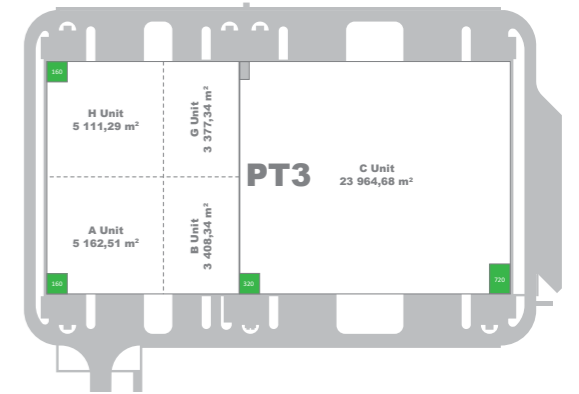 160
H Unit
5 111,29 m²
G Unit
3 377,34 m²
PT3
C Unit
23 964,68 m²
A Unit
5 162,51 m²
B Unit
3 408,34 m²
160
320
720